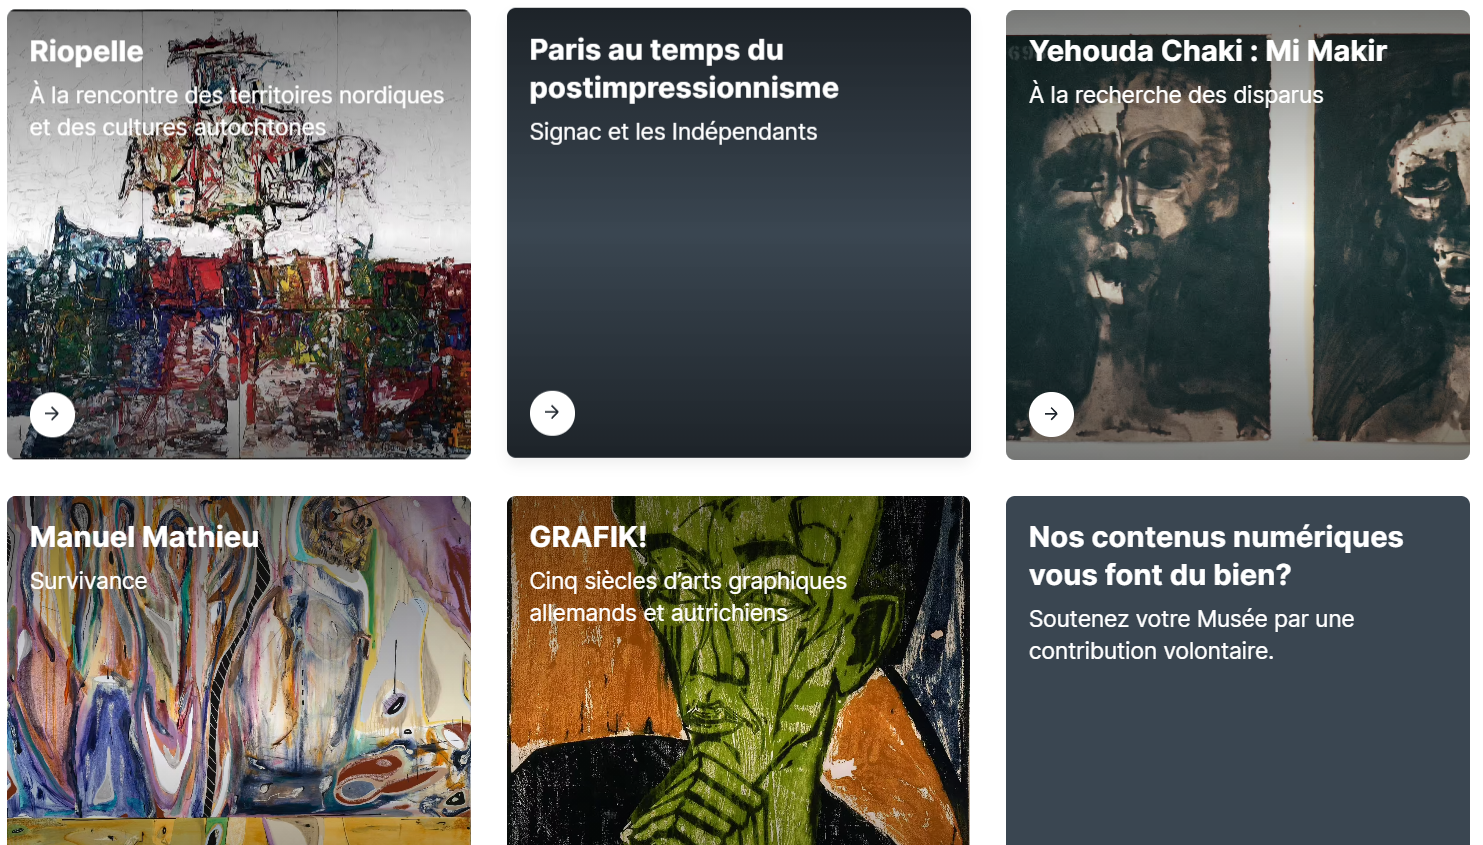 Riopelle
À la rencontre des territoires nordiques
et des cultures autochtones
Paris au temps du
postimpressionnisme
Signac et les Indépendants
Yehouda Chaki : Mi Makir
À la recherche des disparus
Manuel Mathieu
Survivance
GRAFIK!
Cinq siècles d’arts graphiques
allemands et autrichiens
Nos contenus numériques
vous font du bien?
Soutenez votre Musée par une
contribution volontaire.